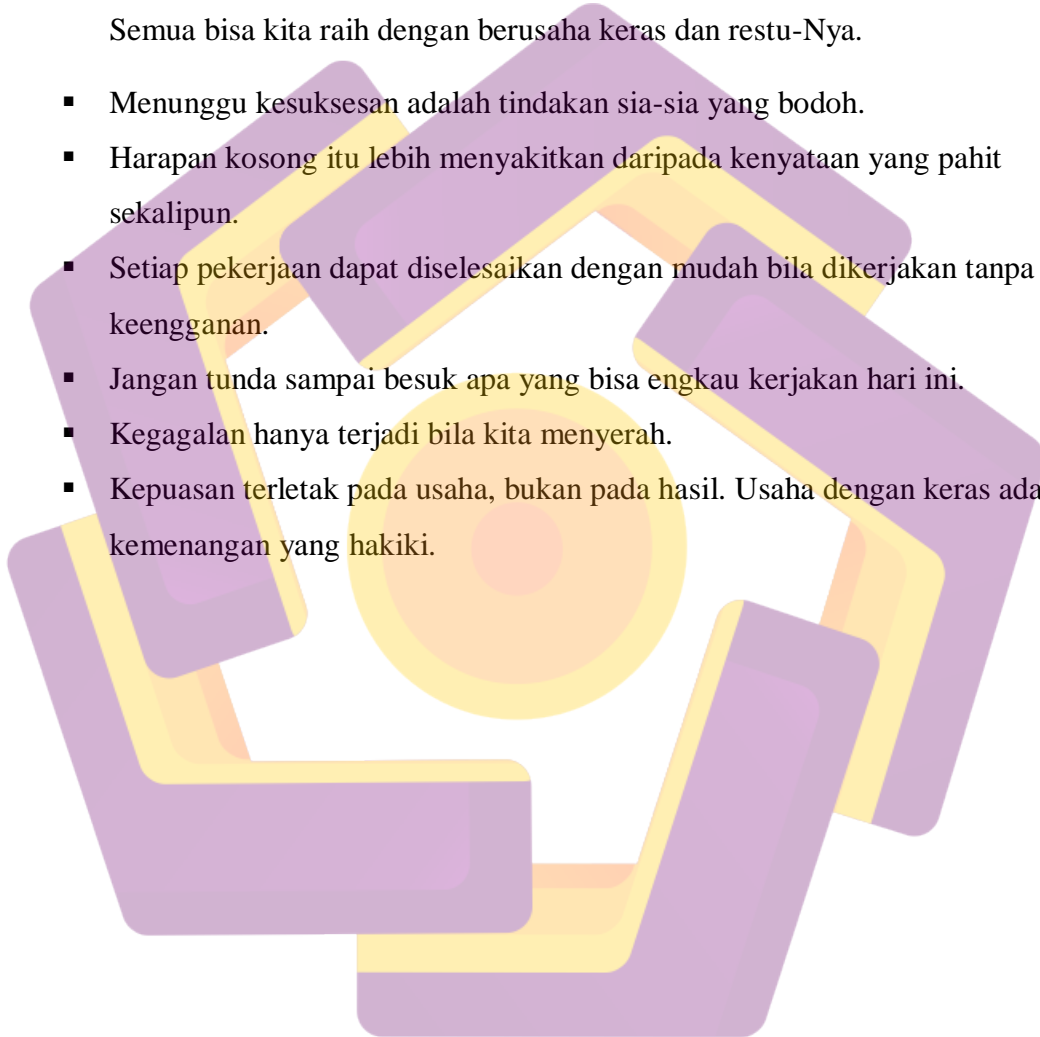 Semua bisa kita raih dengan berusaha keras dan restu-Nya.
▪ Menunggu kesuksesan adalah tindakan sia-sia yang bodoh.
▪ Harapan kosong itu lebih menyakitkan daripada kenyataan yang pahit
sekalipun.
▪ Setiap pekerjaan dapat diselesaikan dengan mudah bila dikerjakan tanpa
keengganan.
▪ Jangan tunda sampai besuk apa yang bisa engkau kerjakan hari ini.
▪ Kegagalan hanya terjadi bila kita menyerah.
▪ Kepuasan terletak pada usaha, bukan pada hasil. Usaha dengan keras ada
kemenangan yang hakiki.